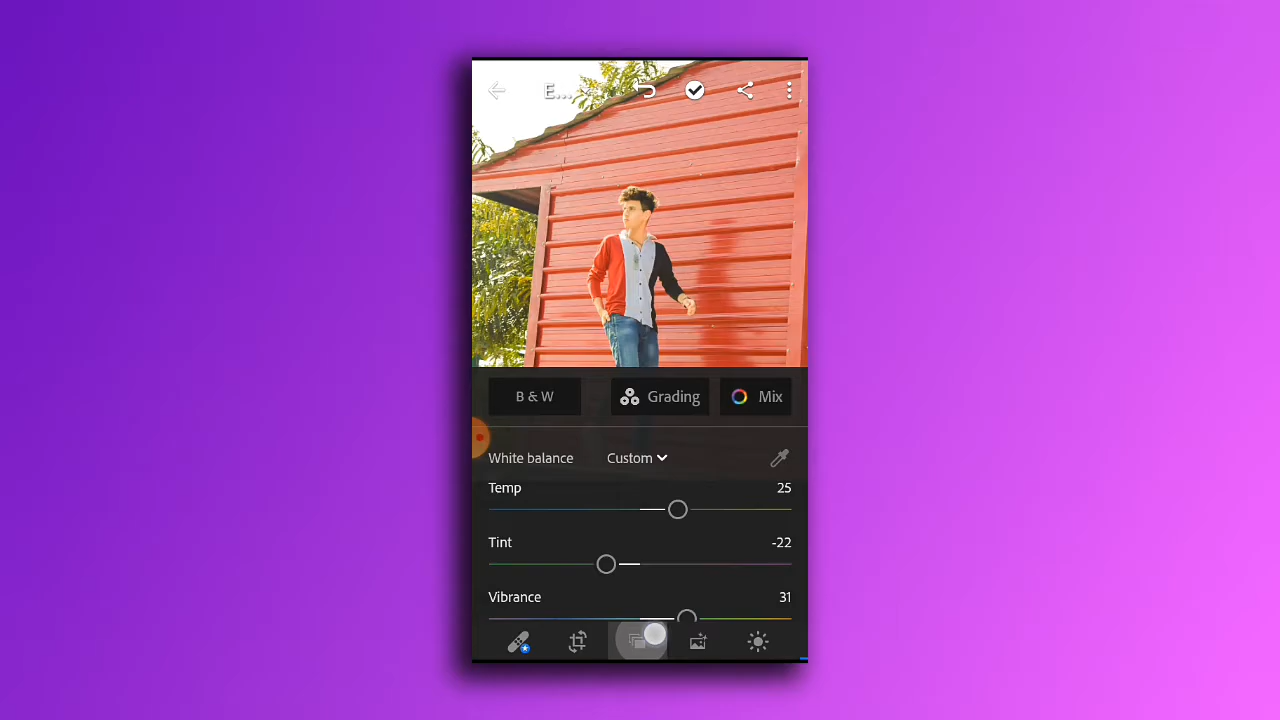 E...
B & W
Grading
Mix
White balance
Custom
Temp
25
Tint
-22
Vibrance
31